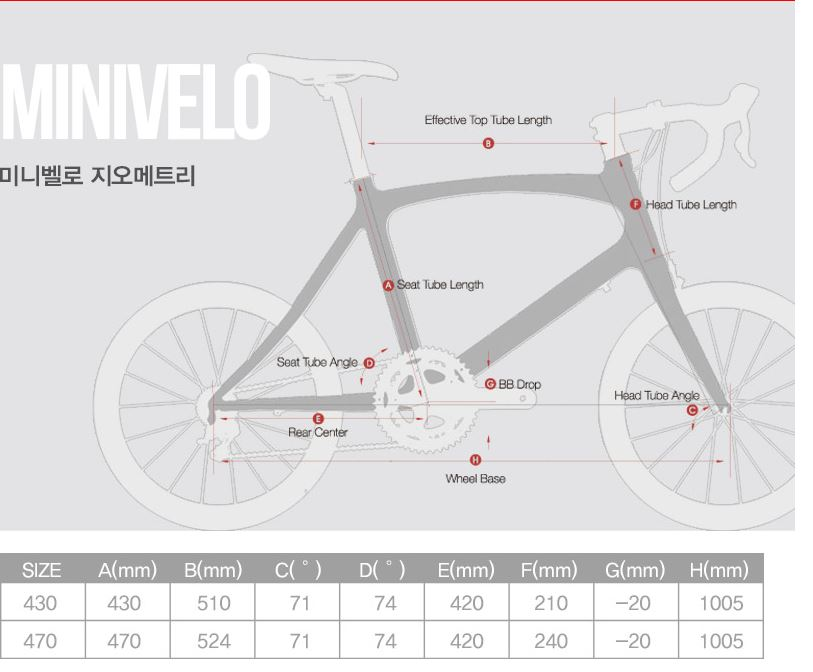 MINIVELO
미니벨로 지오메트리
Effective Top Tube Length
B
F Head Tube Length
A Seat Tube Length
Seat Tube Angle D
G BB Drop
Head Tube Angle
C
E
Rear Center
H
Wheel Base
SIZE A(mm) B(mm) C( ° ) D( ° ) E(mm) F(mm) G(mm) H(mm)
430 430 510 71 74 420 210 −20 1005
470 470 524 71 74 420 240 −20 1005